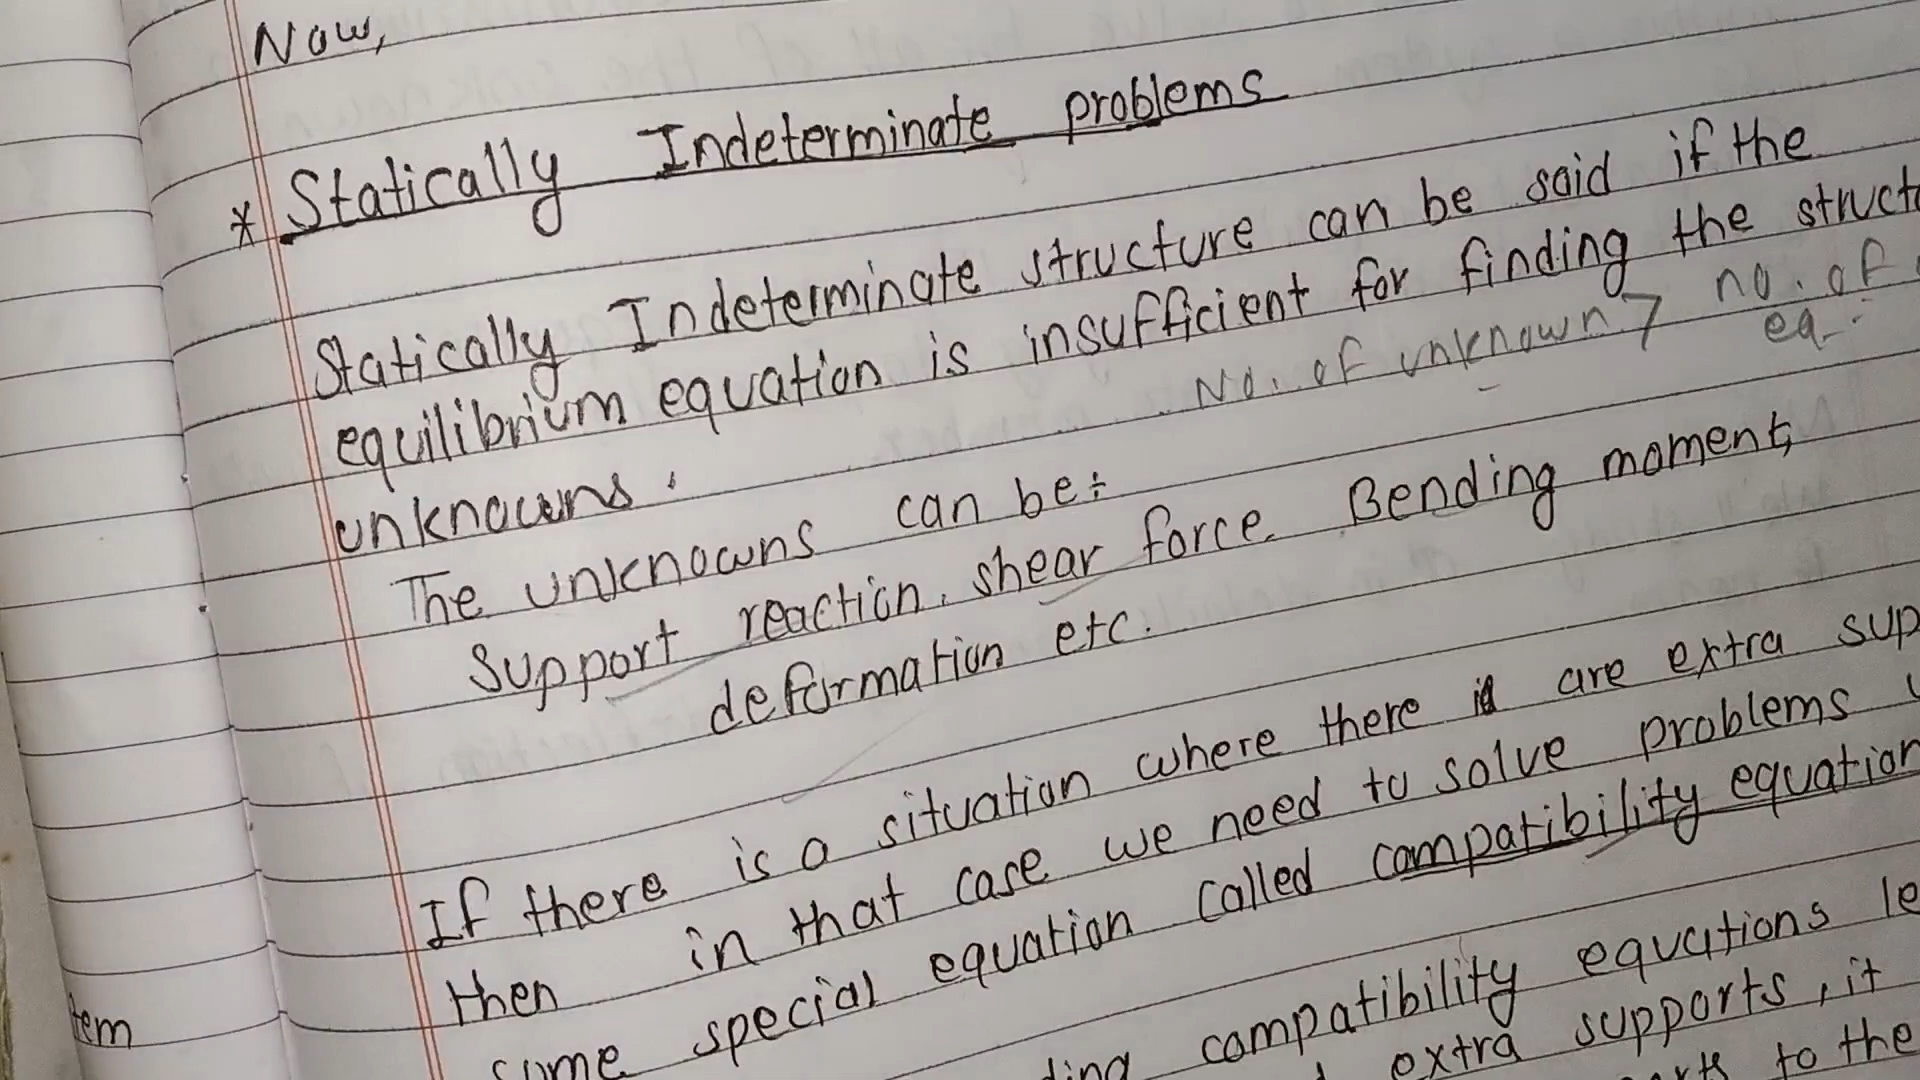 Now,
* Statically Indeterminate problems
Statically Indeterminate structure can be said if the
equilibrium equation is insufficient for finding the
unknowns.
No. of unknown > no. of
eq.
The unknowns can be:
Support reaction, shear force, Bending moment,
deformation etc.
If there is a situation where there are extra
then in that case we need to solve problems
some special equation called compatibility equation
compatibility equations
extra supports, it
to the